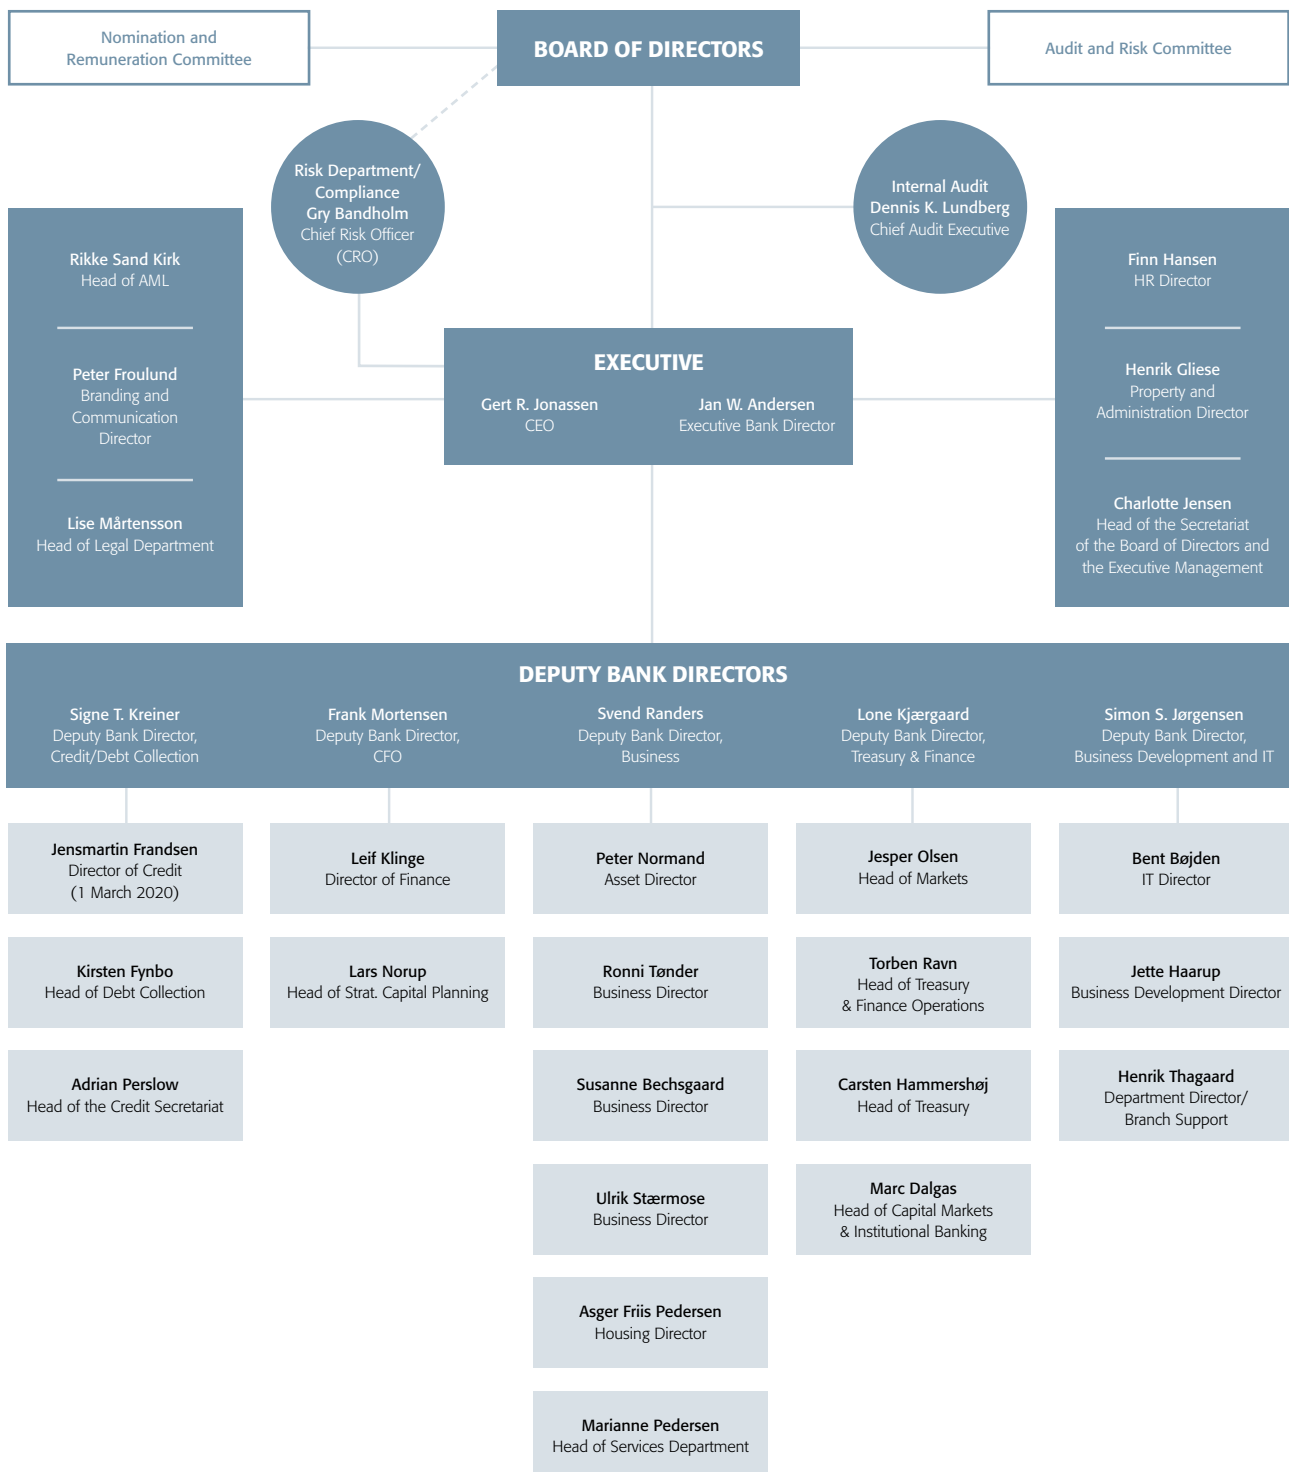 Nomination and
Remuneration Committee
BOARD OF DIRECTORS
Audit and Risk Committee
Risk Department/
Compliance
Gry Bandholm
Chief Risk Officer
(CRO)
Internal Audit
Dennis K. Lundberg
Chief Audit Executive
Rikke Sand Kirk
Head of AML
Peter Froulund
Branding and
Communication
Director
Lise Mårtensson
Head of Legal Department
EXECUTIVE
Gert R. Jonassen
CEO
Jan W. Andersen
Executive Bank Director
Finn Hansen
HR Director
Henrik Gliese
Property and
Administration Director
Charlotte Jensen
Head of the Secretariat
of the Board of Directors and
the Executive Management
DEPUTY BANK DIRECTORS
Signe T. Kreiner
Deputy Bank Director,
Credit/Debt Collection
Frank Mortensen
Deputy Bank Director,
CFO
Svend Randers
Deputy Bank Director,
Business
Lone Kjærgaard
Deputy Bank Director,
Treasury & Finance
Simon S. Jørgensen
Deputy Bank Director,
Business Development and IT
Jensmartin Frandsen
Director of Credit
(1 March 2020)
Kirsten Fynbo
Head of Debt Collection
Adrian Perslow
Head of the Credit Secretariat
Leif Klinge
Director of Finance
Lars Norup
Head of Strat. Capital Planning
Peter Normand
Asset Director
Ronni Tønder
Business Director
Susanne Bechsgaard
Business Director
Ulrik Stærmose
Business Director
Asger Friis Pedersen
Housing Director
Marianne Pedersen
Head of Services Department
Jesper Olsen
Head of Markets
Torben Ravn
Head of Treasury
& Finance Operations
Carsten Hammershøj
Head of Treasury
Marc Dalgas
Head of Capital Markets
& Institutional Banking
Bent Bøjden
IT Director
Jette Haarup
Business Development Director
Henrik Thagaard
Department Director/
Branch Support